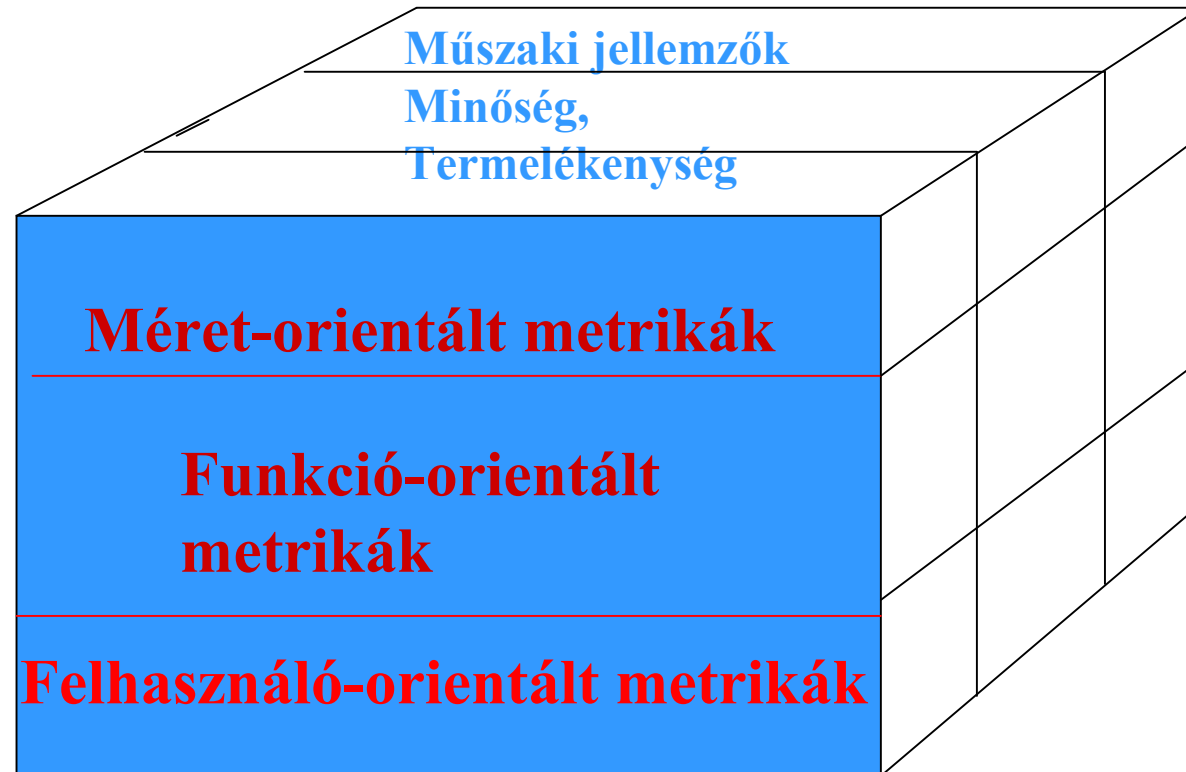 Műszaki jellemzők
Minőség,
Termelékenység
Méret-orientált metrikák
Funkció-orientált
metrikák
Felhasználó-orientált metrikák